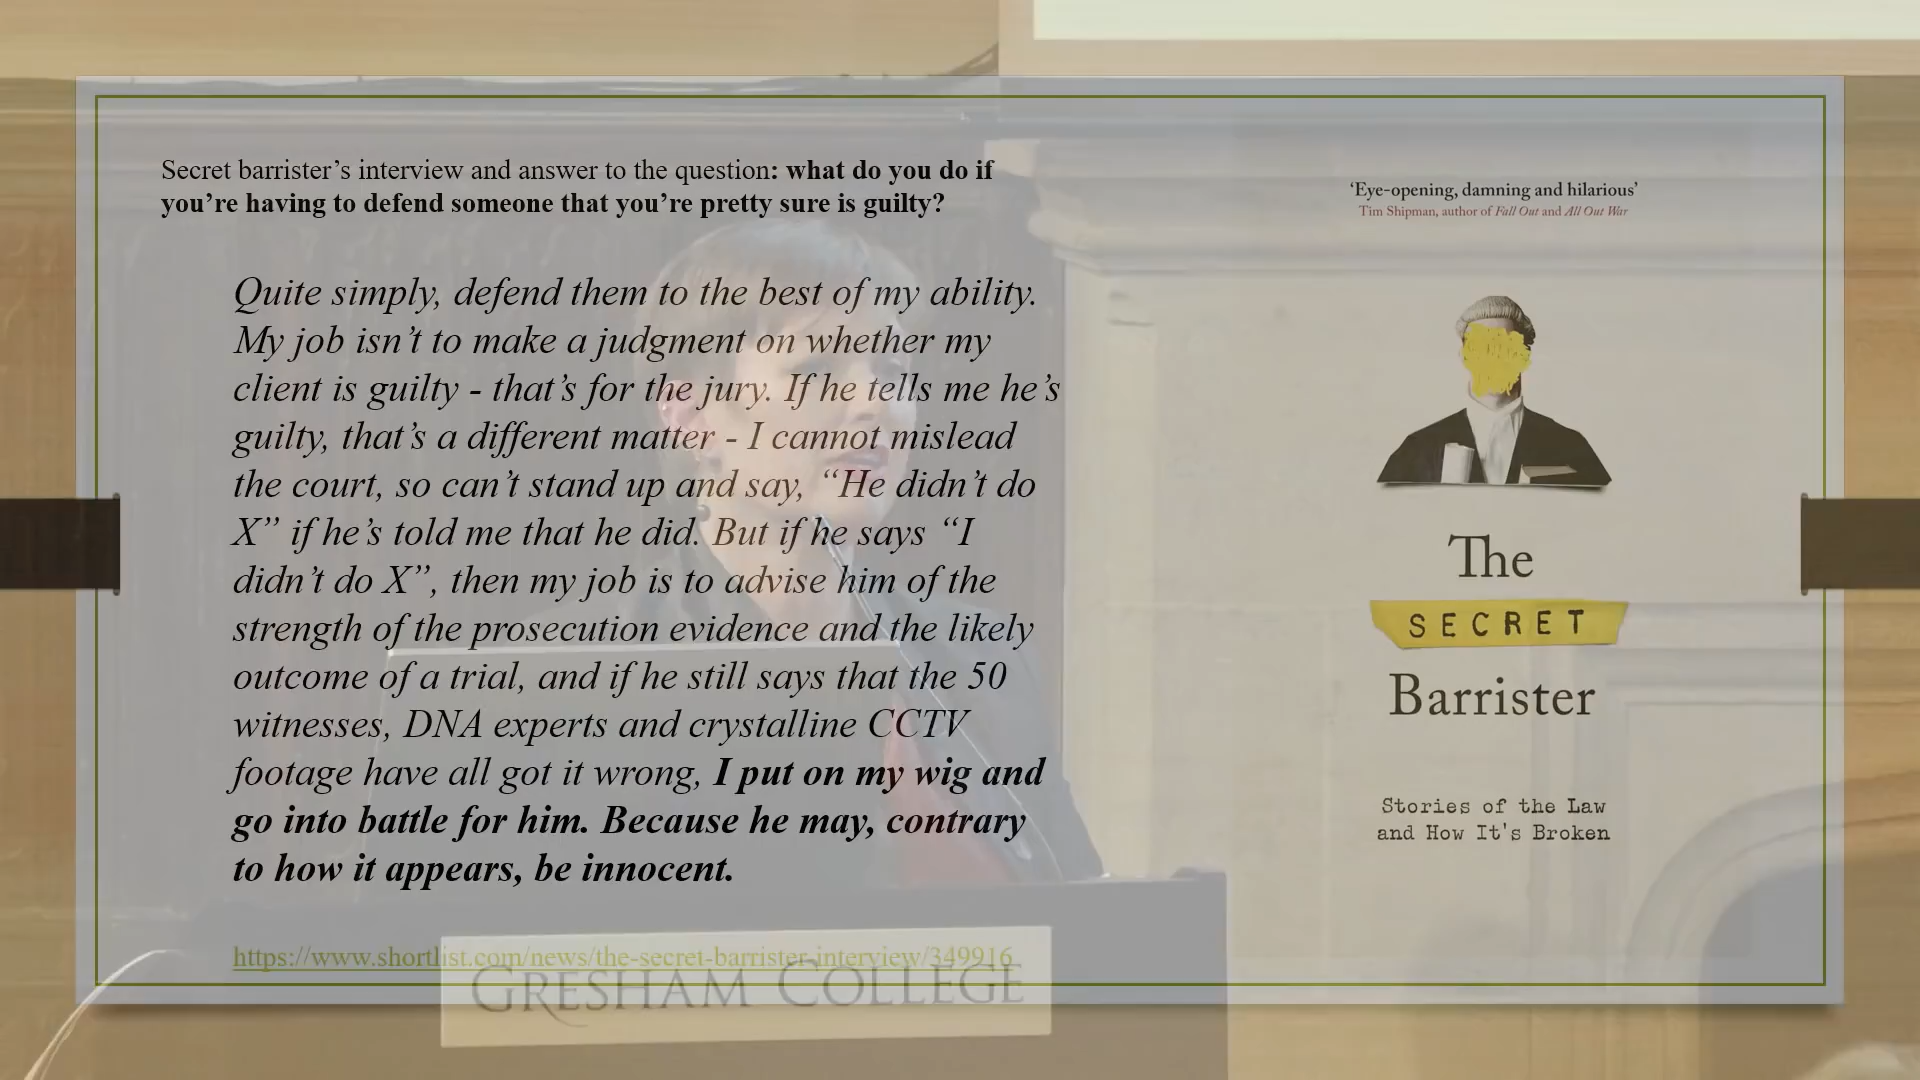 Secret barrister’s interview and answer to the question: what do you do if
you’re having to defend someone that you’re pretty sure is guilty?
Quite simply, defend them to the best of my ability.
My job isn’t to make a judgment on whether my
client is guilty - that’s for the jury. If he tells me he’s
guilty, that’s a different matter - I cannot mislead
the court, so can’t stand up and say, “He didn’t do
X” if he’s told me that he did. But if he says “I
didn’t do X”, then my job is to advise him of the
strength of the prosecution evidence and the likely
outcome of a trial, and if he still says that the 50
witnesses, DNA experts and crystalline CCTV
footage have all got it wrong, I put on my wig and
go into battle for him. Because he may, contrary
to how it appears, be innocent.
https://www.shortlist.com/news/the-secret-barrister-interview/349916
GRESHAM COLLEGE
‘Eye-opening, damning and hilarious’
Tim Shipman, author of Fall Out and All Out War
The
SECRET
Barrister
Stories of the Law
and How It's Broken